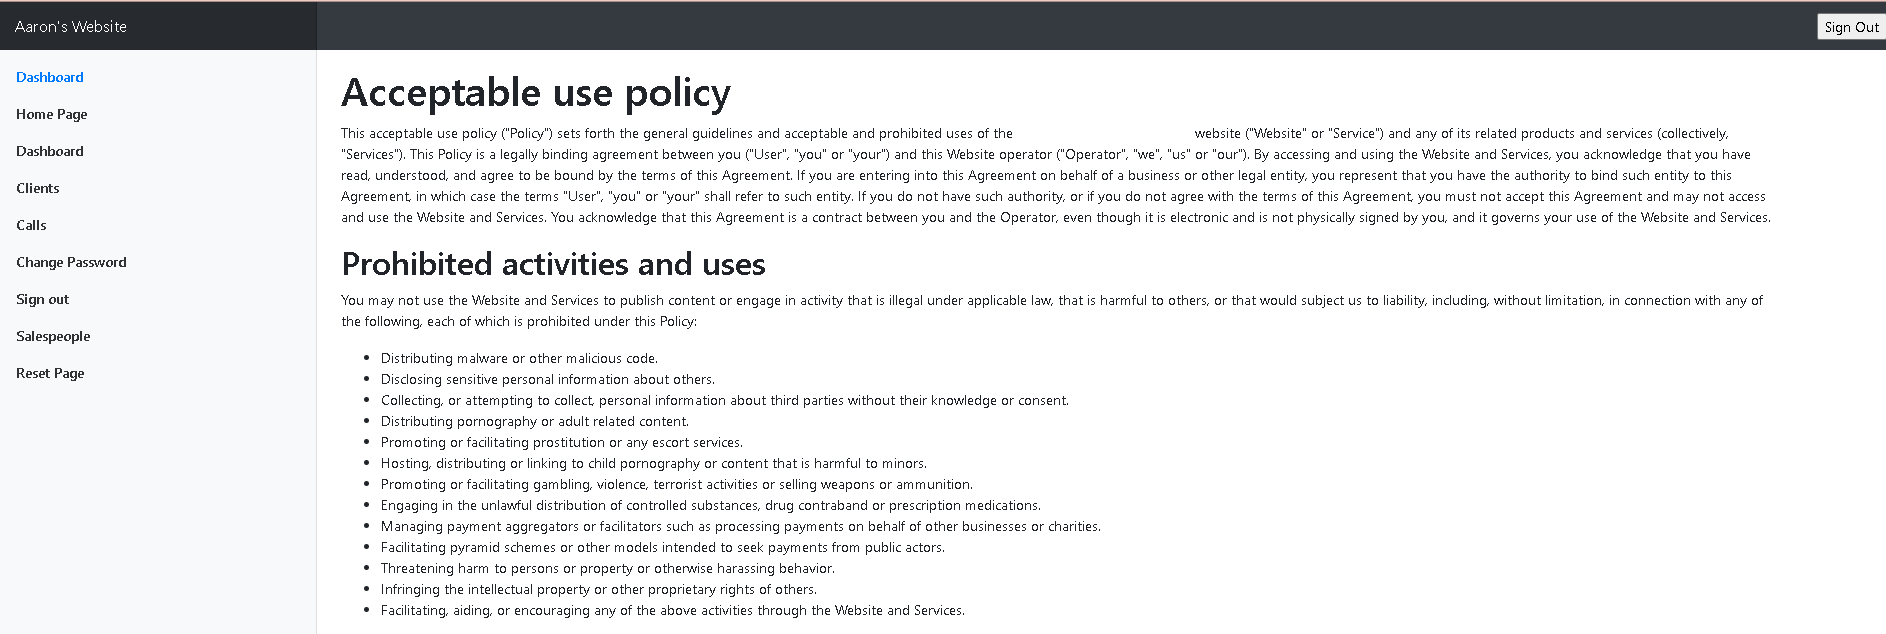 Aaron's Website
Sign Out
Dashboard
Home Page
Dashboard
Clients
Calls
Change Password
Sign out
Salespeople
Reset Page
Acceptable use policy
This acceptable use policy ("Policy") sets forth the general guidelines and acceptable and prohibited uses of the website ("Website" or "Service") and any of its related products and services (collectively,
"Services"). This Policy is a legally binding agreement between you ("User", "you" or "your") and this Website operator ("Operator", "we", "us" or "our"). By accessing and using the Website and Services, you acknowledge that you have
read, understood, and agree to be bound by the terms of this Agreement. If you are entering into this Agreement on behalf of a business or other legal entity, you represent that you have the authority to bind such entity to this
Agreement, in which case the terms "User", "you" or "your" shall refer to such entity. If you do not have such authority, or if you do not agree with the terms of this Agreement, you must not accept this Agreement and may not access
and use the Website and Services. You acknowledge that this Agreement is a contract between you and the Operator, even though it is electronic and is not physically signed by you, and it governs your use of the Website and Services.
Prohibited activities and uses
You may not use the Website and Services to publish content or engage in activity that is illegal under applicable law, that is harmful to others, or that would subject us to liability, including, without limitation, in connection with any of
the following, each of which is prohibited under this Policy:
• Distributing malware or other malicious code.
• Disclosing sensitive personal information about others.
• Collecting, or attempting to collect, personal information about third parties without their knowledge or consent.
• Distributing pornography or adult related content.
• Promoting or facilitating prostitution or any escort services.
• Hosting, distributing or linking to child pornography or content that is harmful to minors.
• Promoting or facilitating gambling, violence, terrorist activities or selling weapons or ammunition.
• Engaging in the unlawful distribution of controlled substances, drug contraband or prescription medications.
• Managing payment aggregators or facilitators such as processing payments on behalf of other businesses or charities.
• Facilitating pyramid schemes or other models intended to seek payments from public actors.
• Threatening harm to persons or property or otherwise harassing behavior.
• Infringing the intellectual property or other proprietary rights of others.
• Facilitating, aiding, or encouraging any of the above activities through the Website and Services.